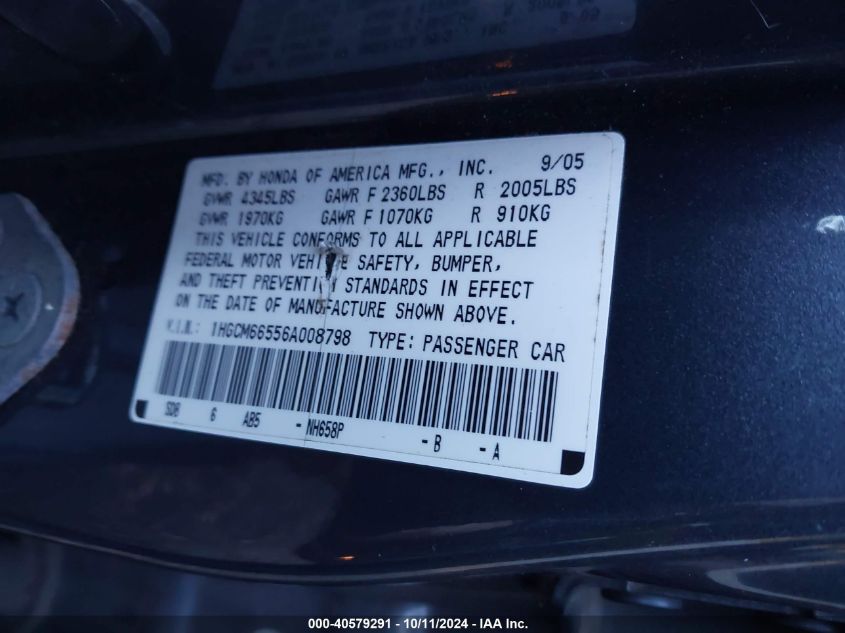 MFD. BY HONDA OF AMERICA MFG., INC. 9/05
GVWR 4345LBS GAWR F 2360LBS R 2005LBS
GVWR 1970KG GAWR F 1070KG R 910KG
THIS VEHICLE CONFORMS TO ALL APPLICABLE
FEDERAL MOTOR VEHICLE SAFETY, BUMPER,
AND THEFT PREVENTION STANDARDS IN EFFECT
ON THE DATE OF MANUFACTURE SHOWN ABOVE.
V.I.N.: 1HGCM66556A008798 TYPE: PASSENGER CAR
SDB 6 AB5 - NH658P - B - A
000-40579291 - 10/11/2024 - IAA Inc.